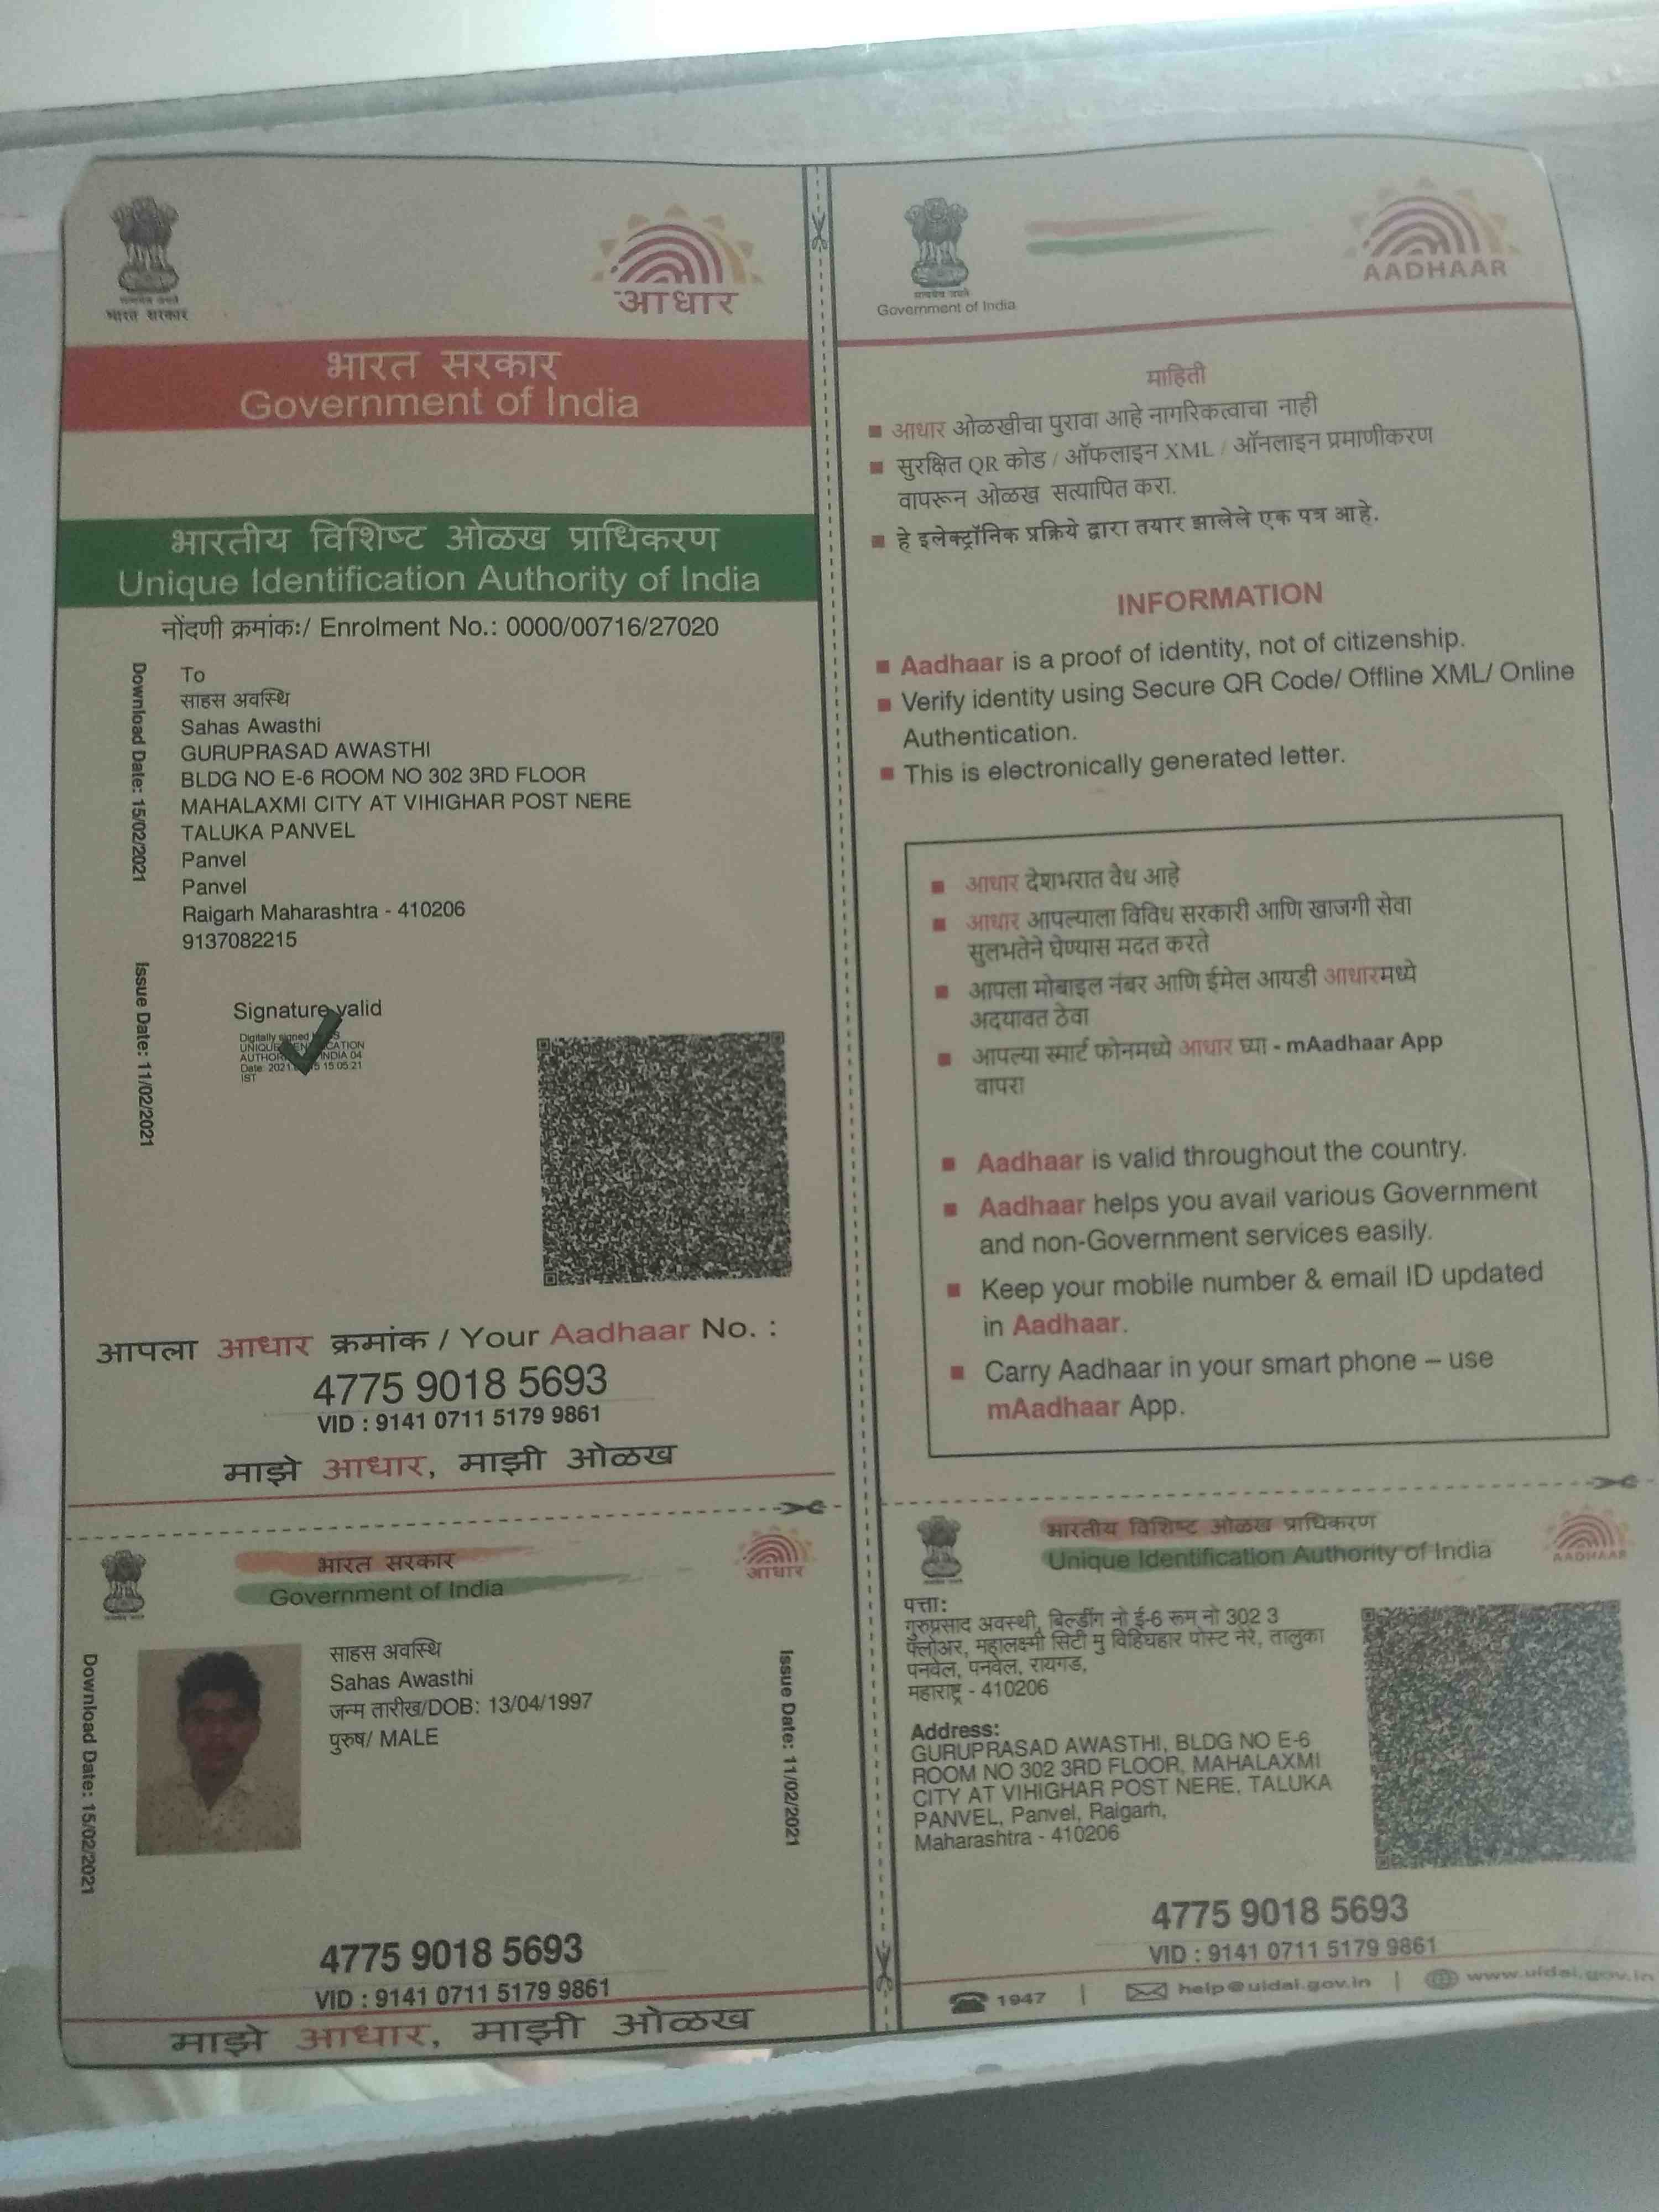 सत्यमेव जयते
भारत सरकार
आधार
भारत सरकार
Government of India
भारतीय विशिष्ट ओळख प्राधिकरण
Unique Identification Authority of India
नोंदणी क्रमांकः/ Enrolment No.: 0000/00716/27020
Download Date: 15/02/2021
Issue Date: 11/02/2021
To
साहस अवस्थि
Sahas Awasthi
GURUPRASAD AWASTHI
BLDG NO E-6 ROOM NO 302 3RD FLOOR
MAHALAXMI CITY AT VIHIGHAR POST NERE
TALUKA PANVEL
Panvel
Panvel
Raigarh Maharashtra - 410206
9137082215
Signature valid
Digitally
UNIQUE
INDIA 04
15:05:21
IST
आपला आधार क्रमांक / Your Aadhaar No. :
4775 9018 5693
VID : 9141 0711 5179 9861
माझे आधार, माझी ओळख
Government of India
AADHAAR
माहिती
■ आधार ओळखीचा पुरावा आहे नागरिकत्वाचा नाही
■ सुरक्षित QR कोड / ऑफलाइन XML / ऑनलाइन प्रमाणीकरण
वापरून ओळख सत्यापित करा.
■ हे इलेक्ट्रॉनिक प्रक्रिये द्वारा तयार झालेले एक पत्र आहे.
INFORMATION
■ Aadhaar is a proof of identity, not of citizenship.
■ Verify identity using Secure QR Code/ Offline XML/ Online
Authentication.
■ This is electronically generated letter.
■ आधार देशभरात वैध आहे
■ आधार आपल्याला विविध सरकारी आणि खाजगी सेवा
सुलभतेने घेण्यास मदत करते
■ आपला मोबाइल नंबर आणि ईमेल आयडी आधारमध्ये
अदयावत ठेवा
■ आपल्या स्मार्ट फोनमध्ये आधार घ्या - mAadhaar App
वापरा
■ Aadhaar is valid throughout the country.
■ Aadhaar helps you avail various Government
and non-Government services easily.
■ Keep your mobile number & email ID updated
in Aadhaar.
■ Carry Aadhaar in your smart phone – use
mAadhaar App.
भारत सरकार
Government of India
आधार
Download Date: 15/02/2021
साहस अवस्थि
Sahas Awasthi
जन्म तारीख/DOB: 13/04/1997
पुरुष/ MALE
Issue Date: 11/02/2021
4775 9018 5693
VID : 9141 0711 5179 9861
माझे आधार, माझी ओळख
भारतीय विशिष्ट ओळख प्राधिकरण
Unique Identification Authority of India
AADHAAR
पत्ता:
गुरुप्रसाद अवस्थी, बिल्डींग नो ई-6 रूम नो 302 3
फ्लोअर, महालक्ष्मी सिटी मु विहिघहार पोस्ट नेरे, तालुका
पनवेल, पनवेल, रायगड,
महाराष्ट्र - 410206
Address:
GURUPRASAD AWASTHI, BLDG NO E-6
ROOM NO 302 3RD FLOOR, MAHALAXMI
CITY AT VIHIGHAR POST NERE, TALUKA
PANVEL, Panvel, Raigarh,
Maharashtra - 410206
4775 9018 5693
VID : 9141 0711 5179 9861
1947 | help@uidai.gov.in | www.uidai.gov.in